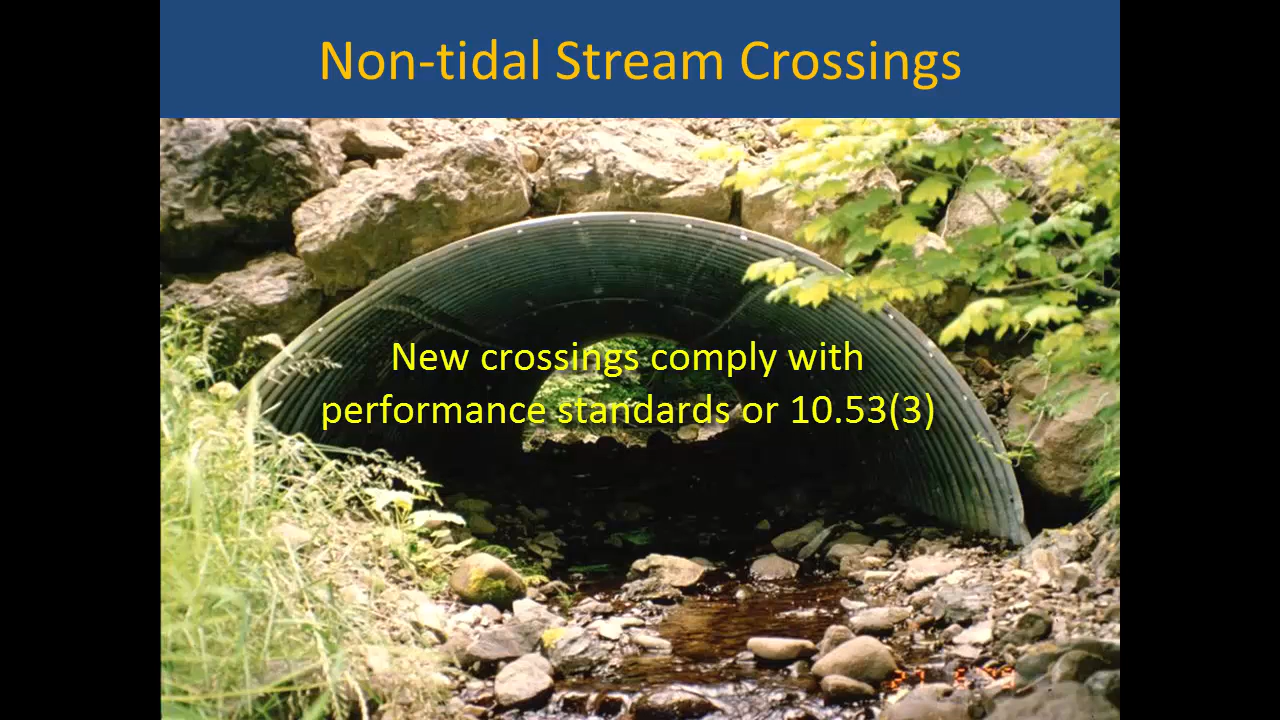 Non-tidal Stream Crossings
New crossings comply with
performance standards or 10.53(3)